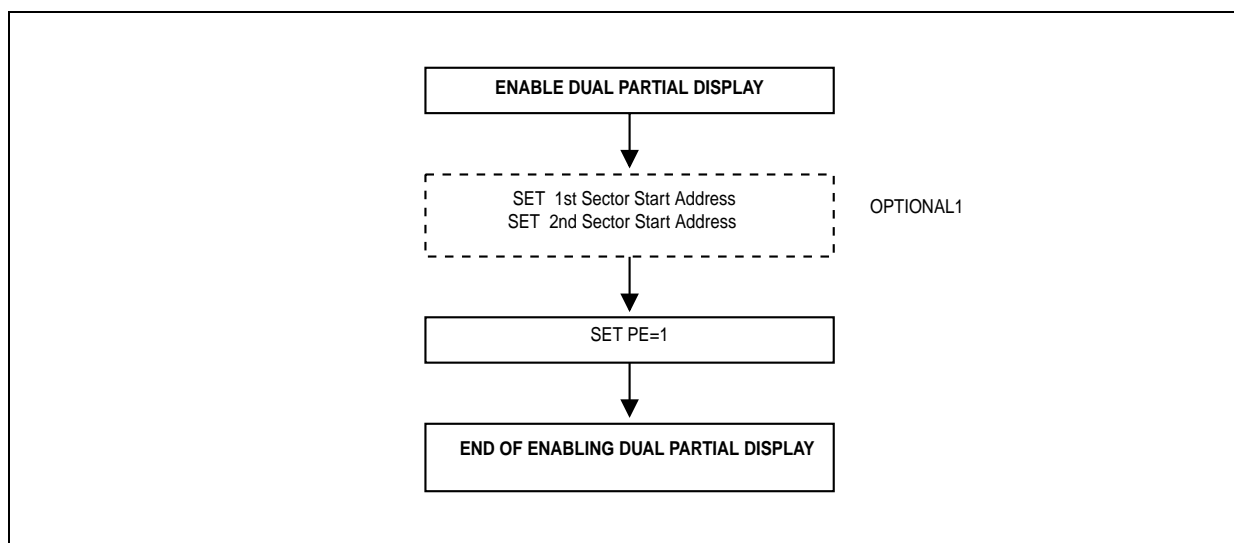 ENABLE DUAL PARTIAL DISPLAY
SET 1st Sector Start Address
SET 2nd Sector Start Address
OPTIONAL1
SET PE=1
END OF ENABLING DUAL PARTIAL DISPLAY